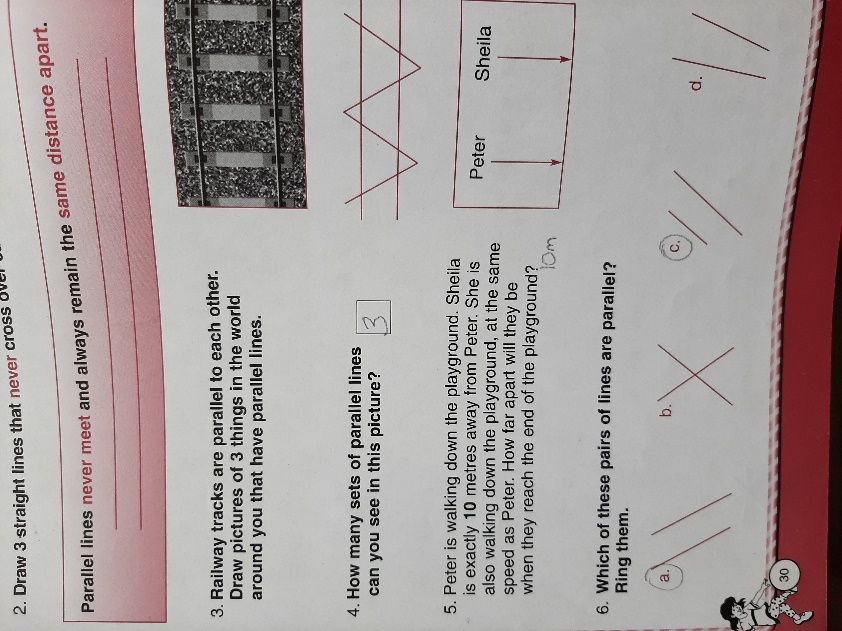 2. Draw 3 straight lines that never cross over
Parallel lines never meet and always remain the same distance apart.
3. Railway tracks are parallel to each other.
Draw pictures of 3 things in the world
around you that have parallel lines.
4. How many sets of parallel lines
can you see in this picture?
3
5. Peter is walking down the playground. Sheila
is exactly 10 metres away from Peter. She is
also walking down the playground, at the same
speed as Peter. How far apart will they be
when they reach the end of the playground?
10m
Peter Sheila
6. Which of these pairs of lines are parallel?
Ring them.
a. b. c. d.
30